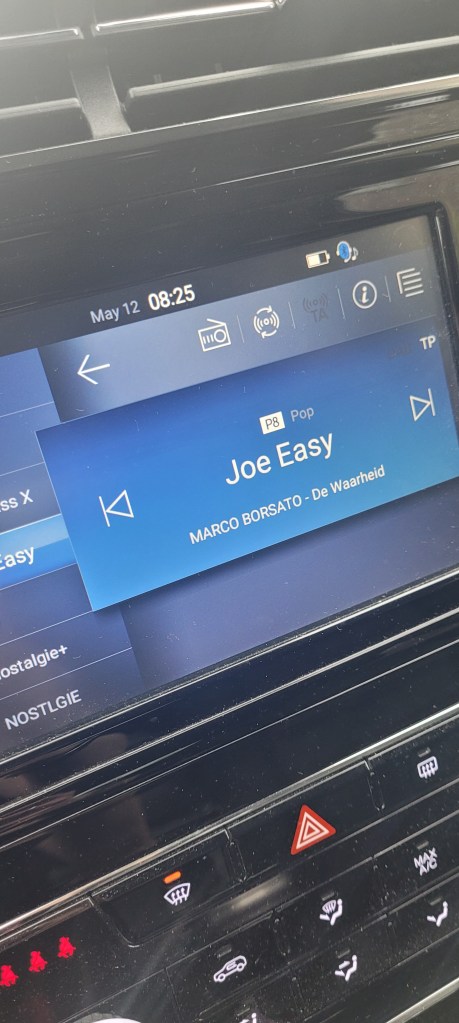 May 12 08:25
TA
TP
P8 Pop
Joe Easy
MARCO BORSATO - De Waarheid
ss X
Easy
ostalgie+
NOSTLGIE
MAX
A/C